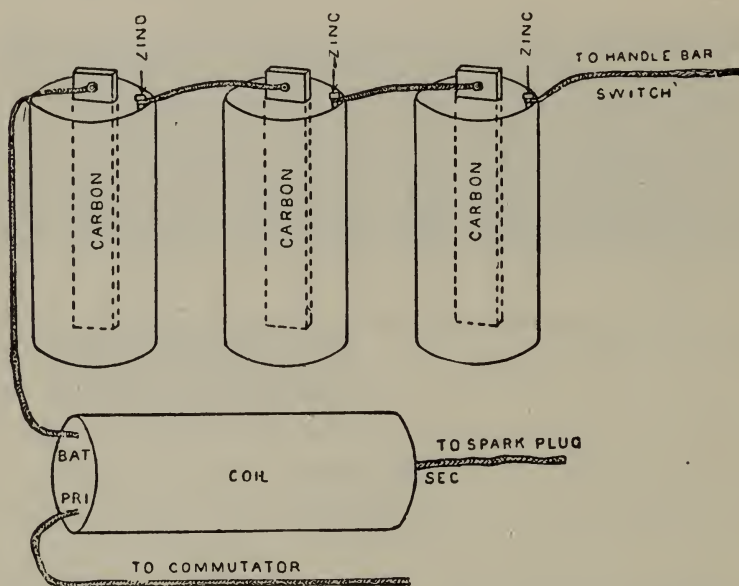 ZINC
ZINC
ZINC
TO HANDLE BAR
SWITCH
CARBON
CARBON
CARBON
BAT
PRI
COIL
TO SPARK PLUG
SEC
TO COMMUTATOR